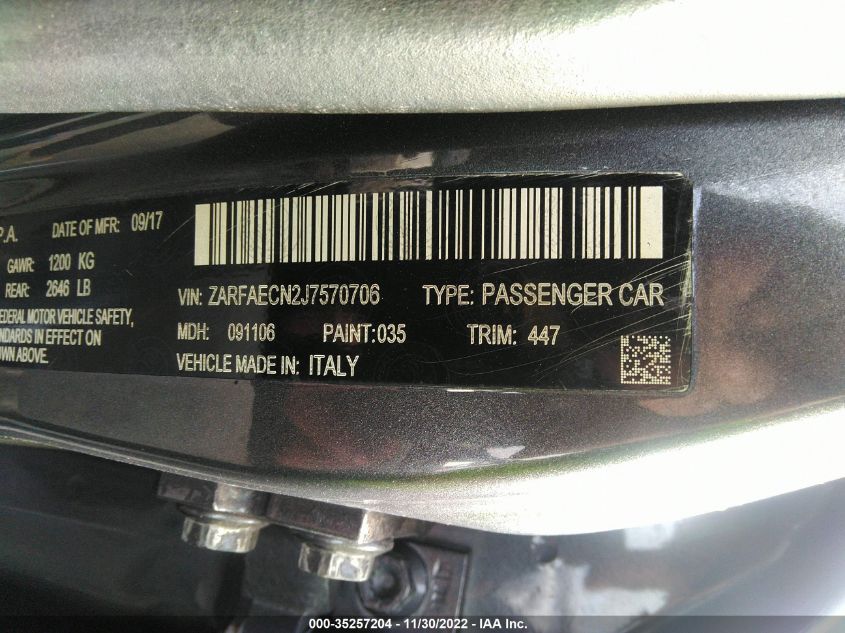 P.A. DATE OF MFR: 09/17
GAWR: 1200 KG
REAR: 2646 LB
VIN: ZARFAECN2J7570706 TYPE: PASSENGER CAR
FEDERAL MOTOR VEHICLE SAFETY,
STANDARDS IN EFFECT ON
OWN ABOVE.
MDH: 091106 PAINT:035 TRIM: 447
VEHICLE MADE IN: ITALY
000-35257204 - 11/30/2022 - IAA Inc.